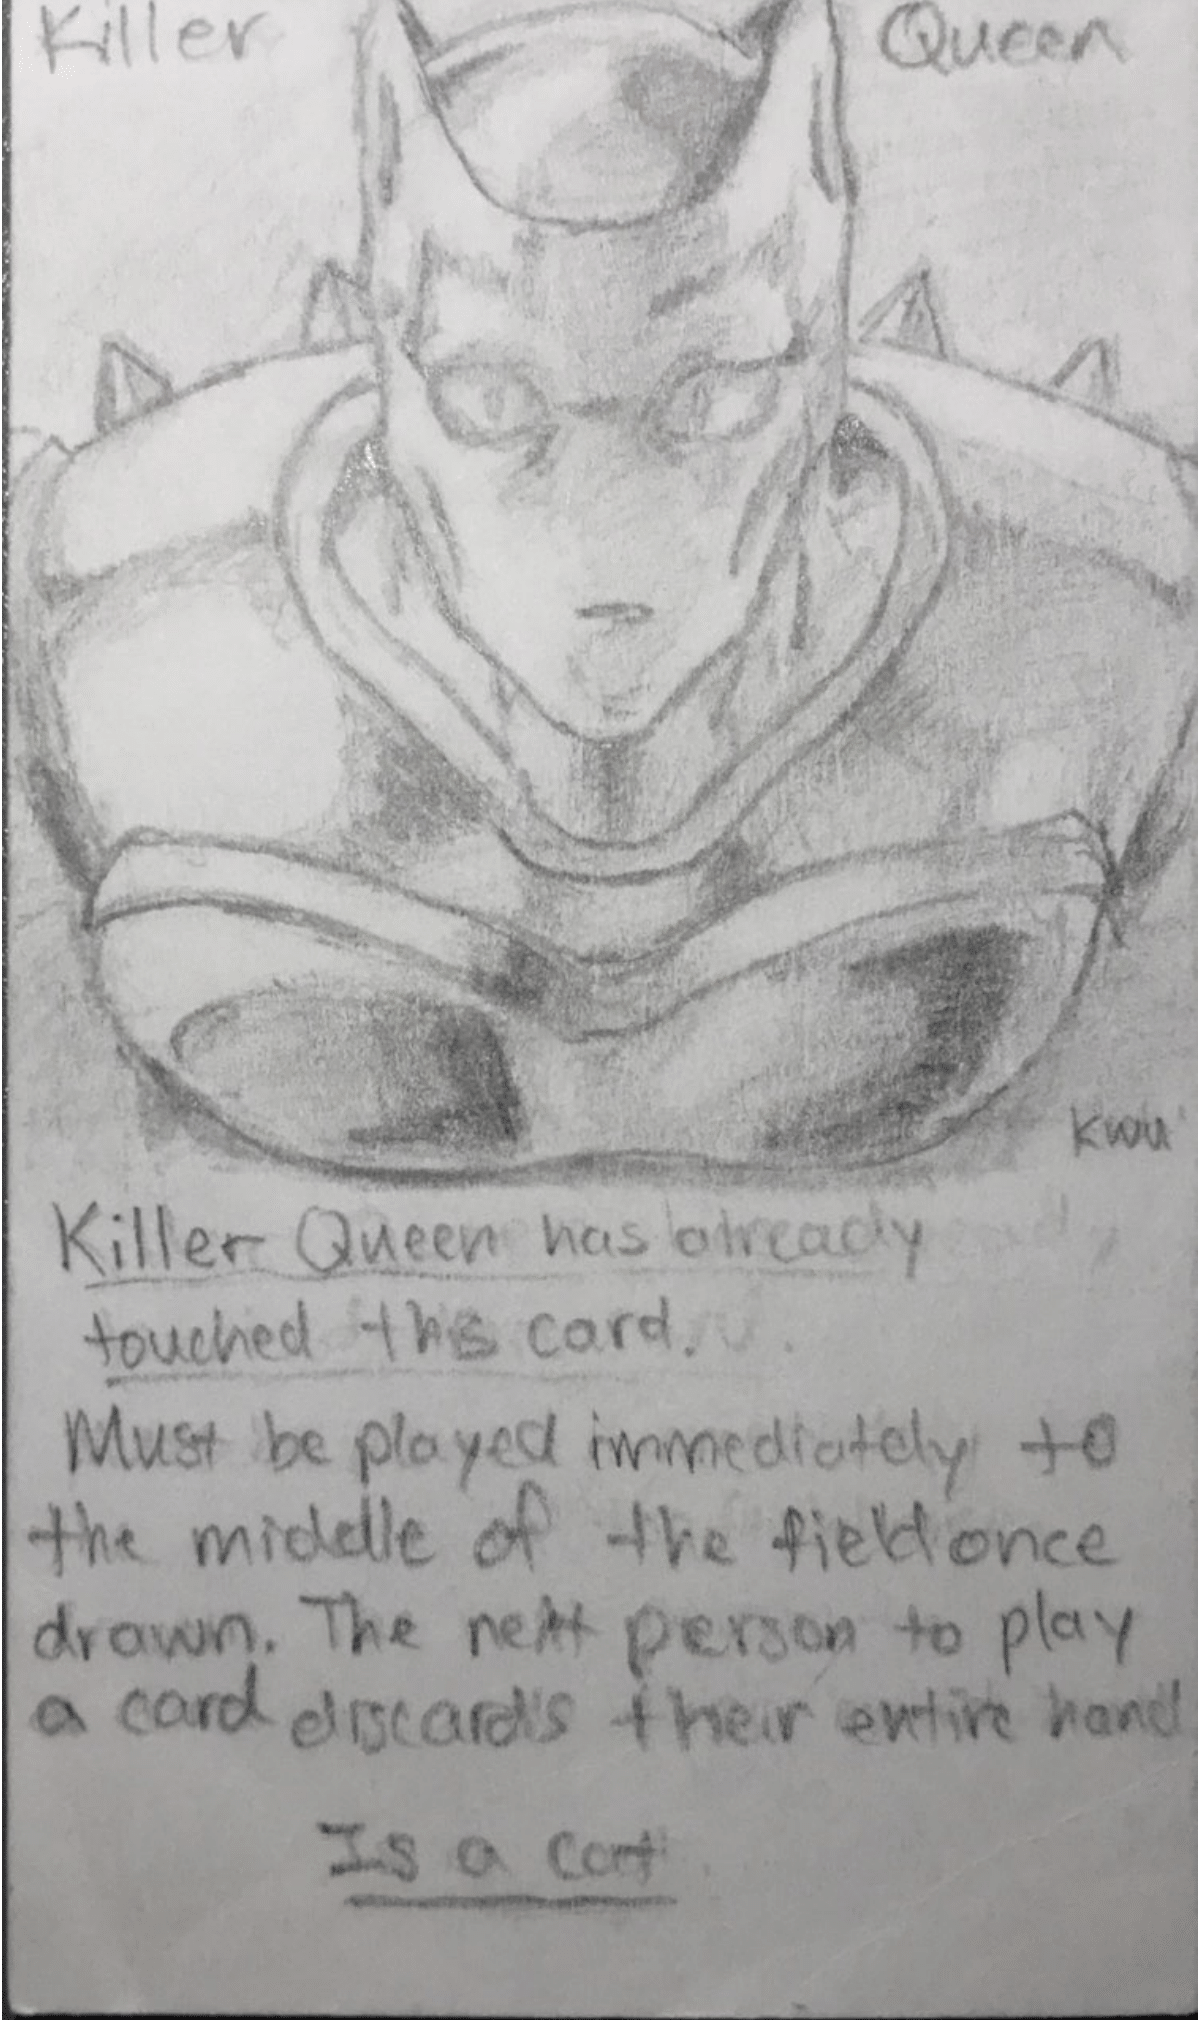 Killer Queen
kwu
Killer Queen has already
touched this card.
Must be played immediately to
the middle of the field once
drawn. The next person to play
a card discards their entire hand
Is a cat